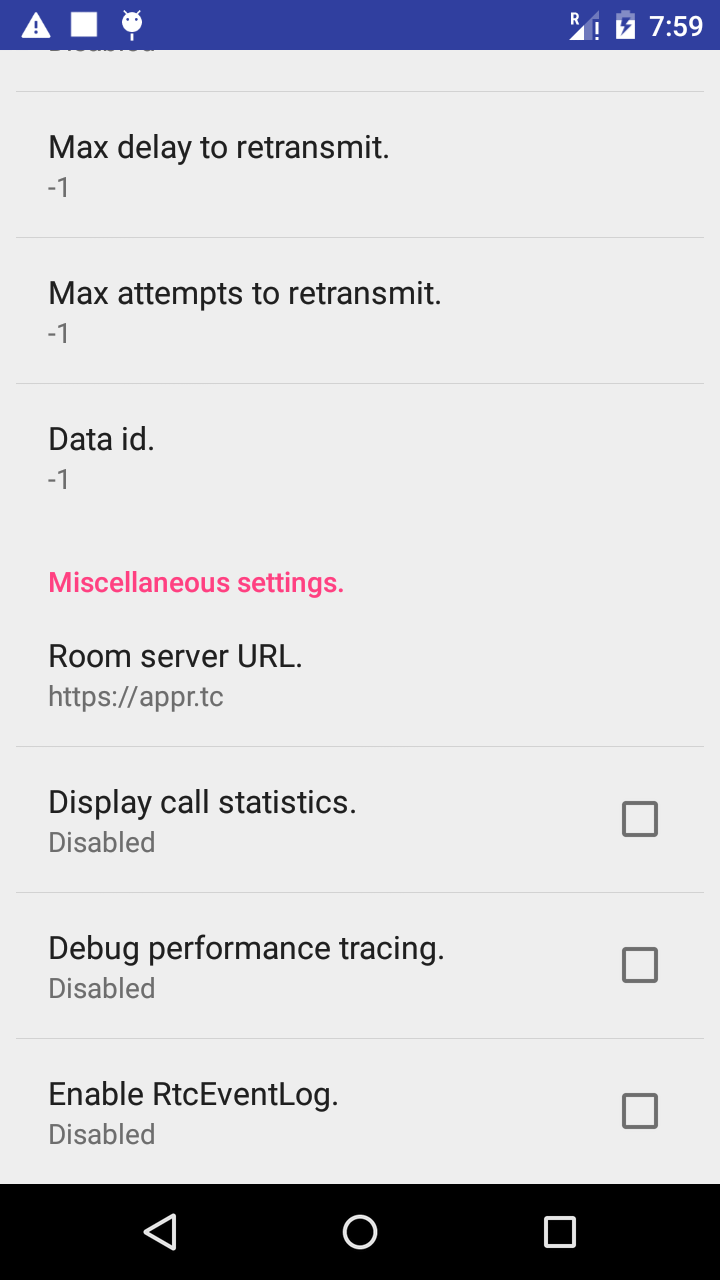 R
7:59
Max delay to retransmit.
-1
Max attempts to retransmit.
-1
Data id.
-1
Miscellaneous settings.
Room server URL.
https://appr.tc
Display call statistics.
Disabled
Debug performance tracing.
Disabled
Enable RtcEventLog.
Disabled